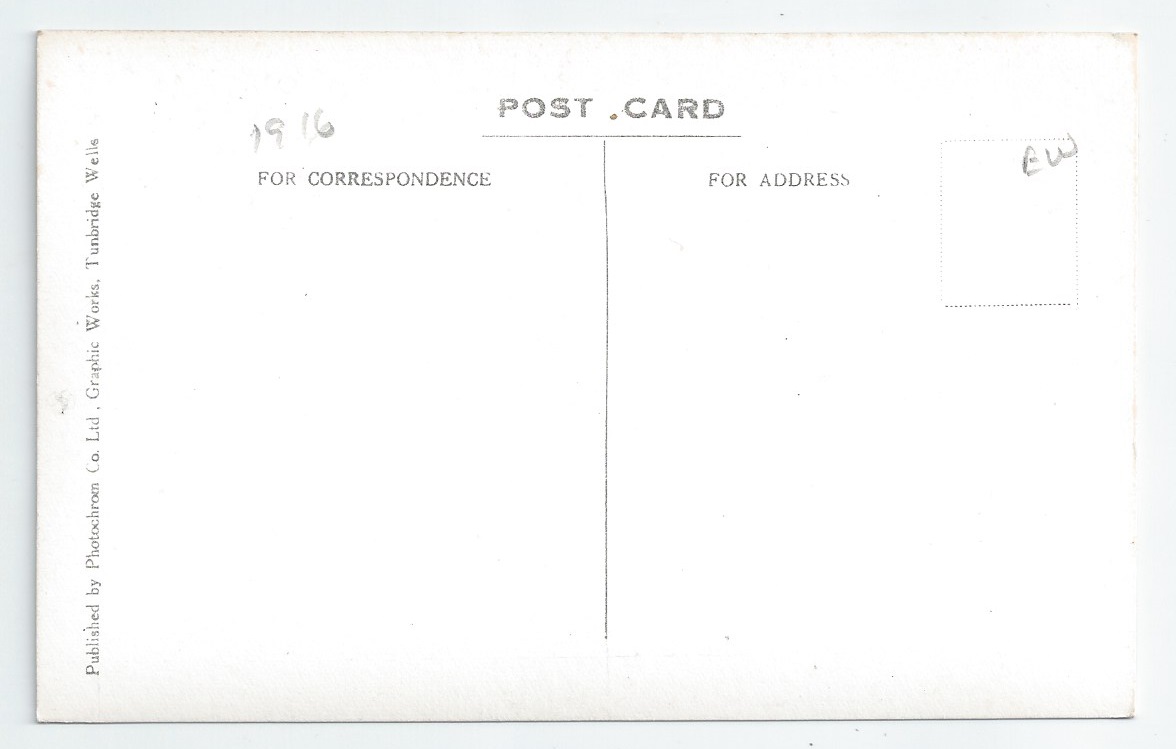 POST CARD
1916
FOR CORRESPONDENCE
FOR ADDRESS
EW
Published by Photochrom Co. Ltd., Graphic Works, Tunbridge Wells